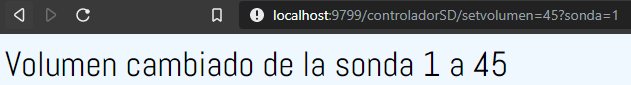 localhost:9799/controladorSD/setvolumen=45?sonda=1
Volumen cambiado de la sonda 1 a 45